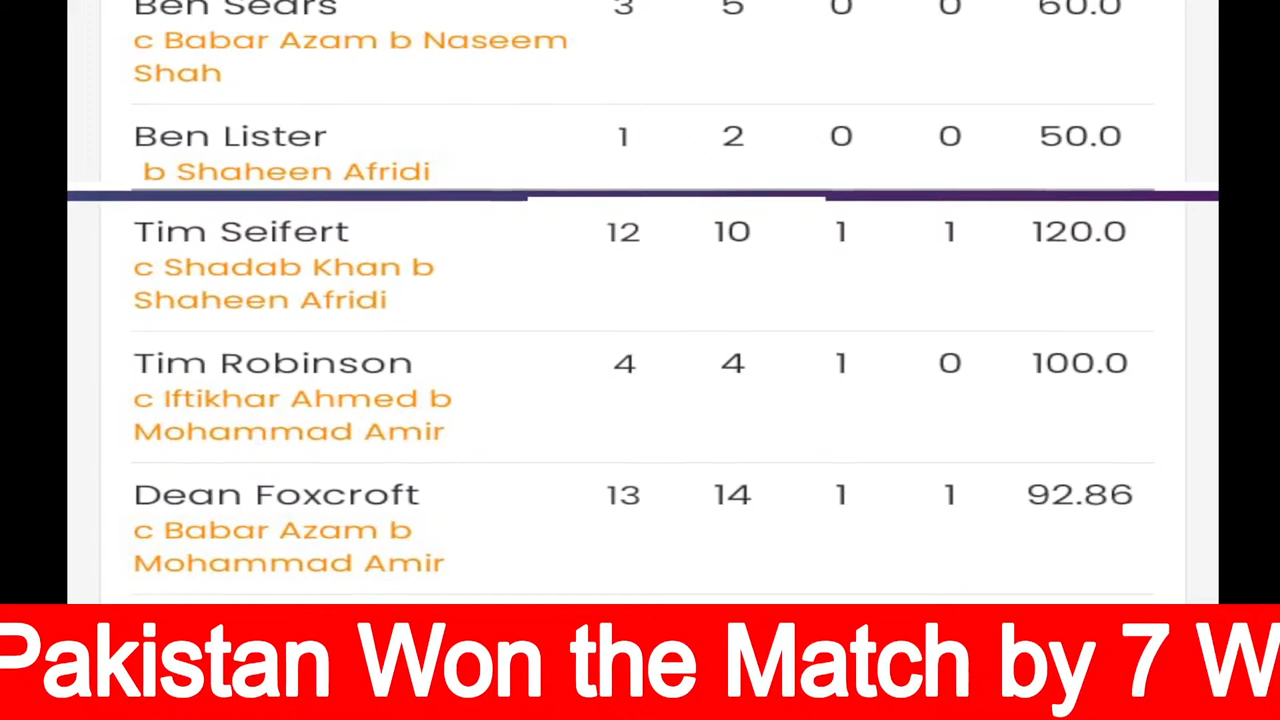 Ben Sears 3 5 0 0 60.0
c Babar Azam b Naseem
Shah
Ben Lister 1 2 0 0 50.0
b Shaheen Afridi
Tim Seifert 12 10 1 1 120.0
c Shadab Khan b
Shaheen Afridi
Tim Robinson 4 4 1 0 100.0
c Iftikhar Ahmed b
Mohammad Amir
Dean Foxcroft 13 14 1 1 92.86
c Babar Azam b
Mohammad Amir
Pakistan Won the Match by 7 W